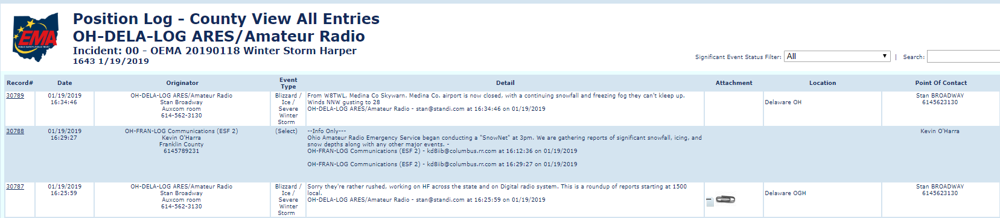 EMA
PUBLIC SAFETY, PUBLIC TRUST
Position Log - County View All Entries
OH-DELA-LOG ARES/Amateur Radio
Incident: 00 - OEMA 20190118 Winter Storm Harper
1643 1/19/2019
Significant Event Status Filter: All | Search:
Record# Date Originator Event Type Detail Attachment Location Point Of Contact
30789
01/19/2019
16:34:46
OH-DELA-LOG ARES/Amateur Radio
Stan Broadway
Auxcom room
614-562-3130
Blizzard /
Ice /
Severe
Winter
Storm
From W8TWL, Medina Co Skywarn. Medina Co. airport is now closed, with a continuing snowfall and freezing fog they can't kleep up.
Winds NNW gusting to 28
OH-DELA-LOG ARES/Amateur Radio - stan@standi.com at 16:34:46 on 01/19/2019
Delaware OH
Stan BROADWAY
6145623130
30788
01/19/2019
16:29:27
OH-FRAN-LOG Communications (ESF 2)
Kevin O'Harra
Franklin County
6145789231
(Select)
--Info Only---
Ohio Amateur Radio Emergency Service began conducting a "SnowNet" at 3pm. We are gathering reports of significant snowfall, icing, and
snow depths along with any other major events. -
OH-FRAN-LOG Communications (ESF 2) - kd8iib@columbus.rr.com at 16:12:36 on 01/19/2019
OH-FRAN-LOG Communications (ESF 2) - kd8iib@columbus.rr.com at 16:29:27 on 01/19/2019
Kevin O'Harra
30787
01/19/2019
16:25:59
OH-DELA-LOG ARES/Amateur Radio
Stan Broadway
Auxcom room
614-562-3130
Blizzard /
Ice /
Severe
Winter
Storm
Sorry they're rather rushed, working on HF across the state and on Digital radio system. This is a roundup of reports starting at 1500
local.
OH-DELA-LOG ARES/Amateur Radio - stan@standi.com at 16:25:59 on 01/19/2019
Delaware OGH
Stan BROADWAY
6145623130